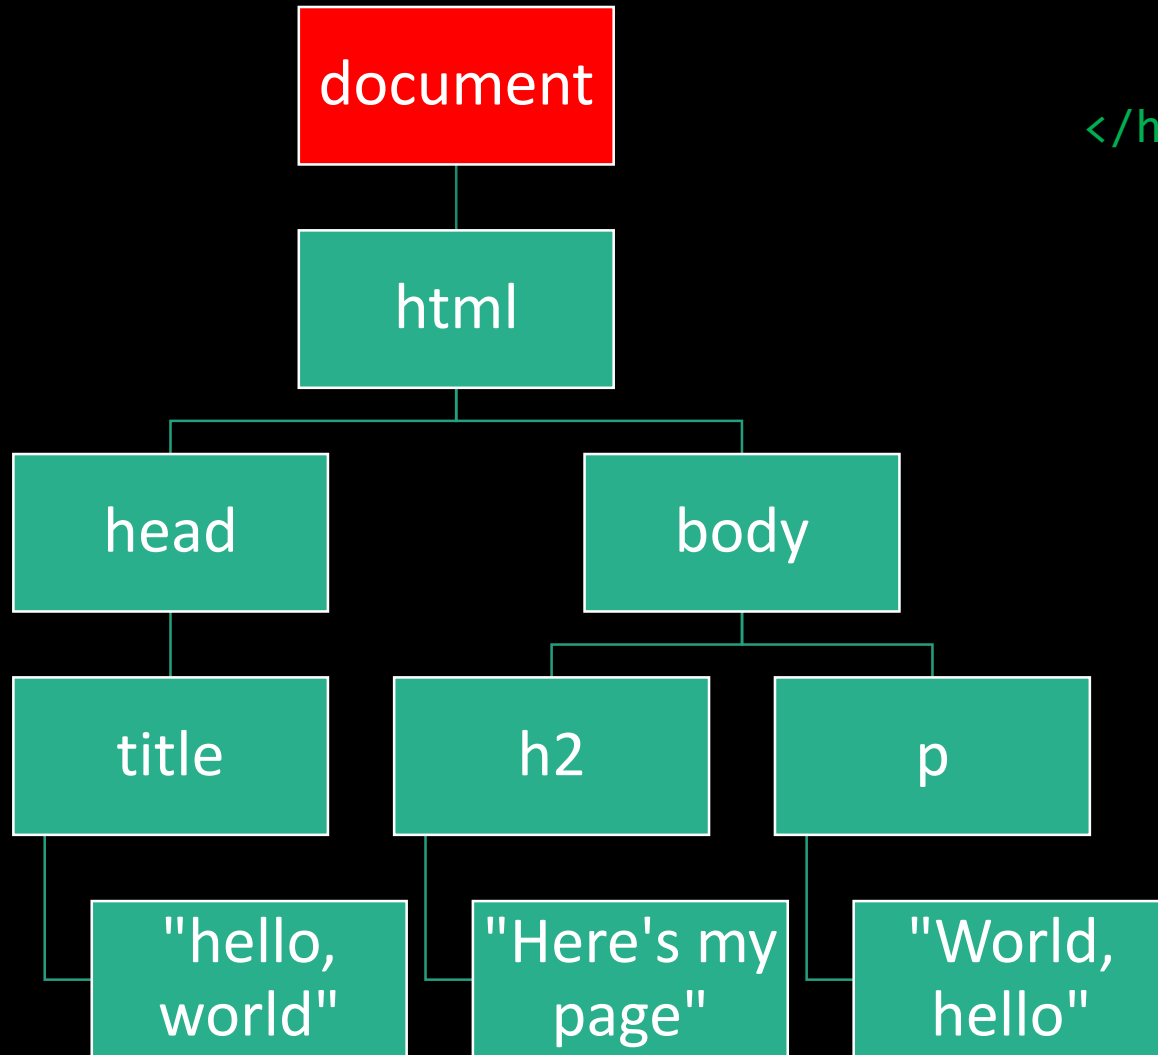 document
</h
html
head
body
title
h2
p
"hello,
world"
"Here's my
page"
"World,
hello"